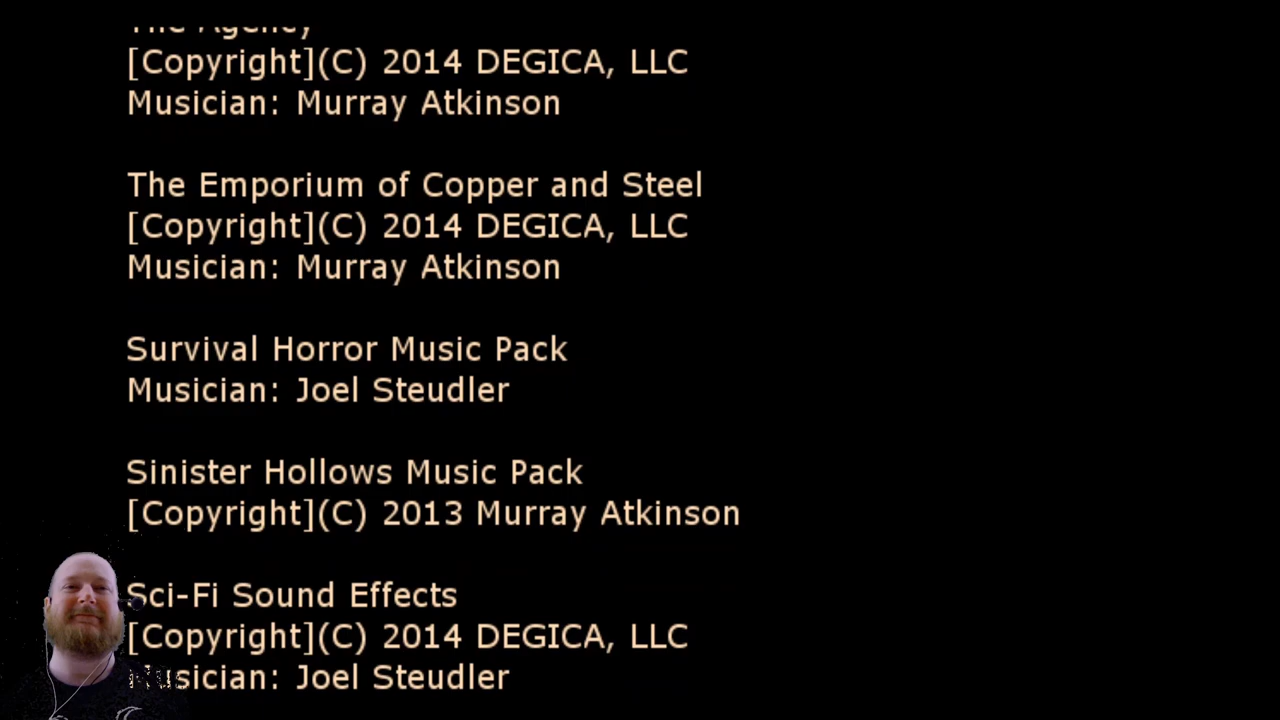 The Agency
[Copyright](C) 2014 DEGICA, LLC
Musician: Murray Atkinson
The Emporium of Copper and Steel
[Copyright](C) 2014 DEGICA, LLC
Musician: Murray Atkinson
Survival Horror Music Pack
Musician: Joel Steudler
Sinister Hollows Music Pack
[Copyright](C) 2013 Murray Atkinson
Sci-Fi Sound Effects
[Copyright](C) 2014 DEGICA, LLC
Musician: Joel Steudler